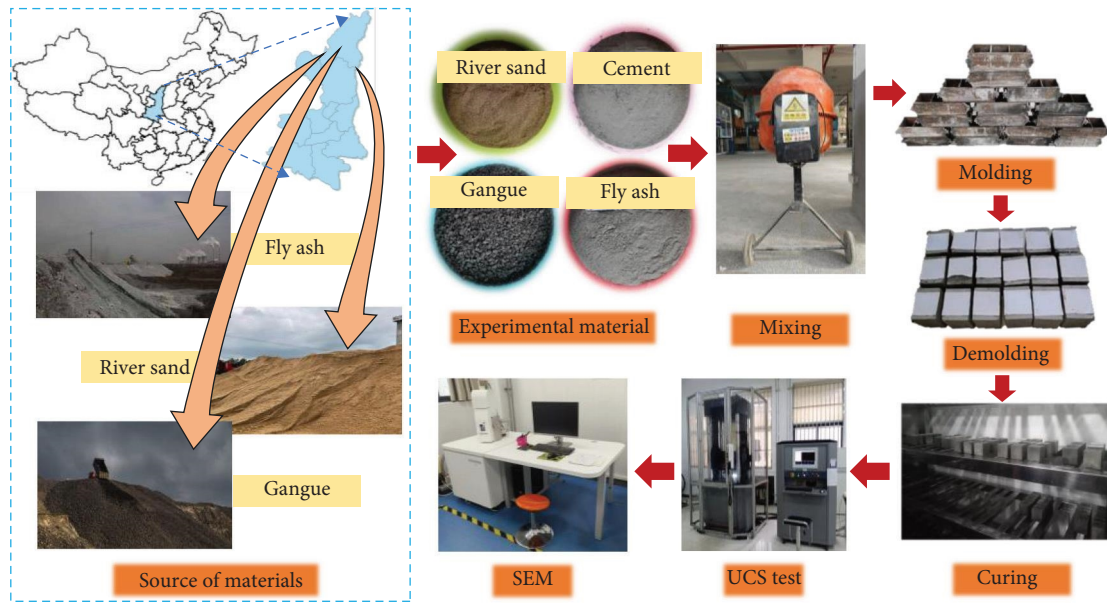 Fly ash
River sand
Gangue
Source of materials
River sand
Cement
Gangue
Fly ash
Experimental material
Mixing
Molding
Demolding
Curing
UCS test
SEM